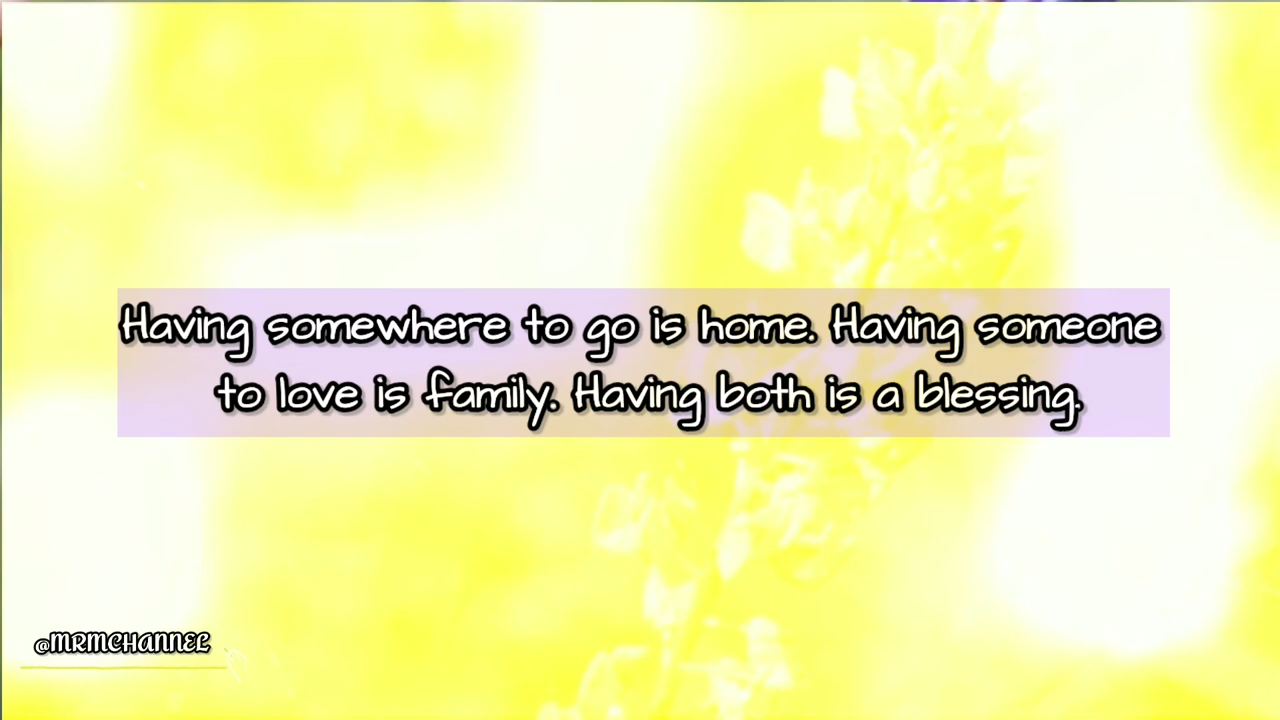 Having somewhere to go is home. Having someone
to love is family. Having both is a blessing.
@MRMCHANNEL